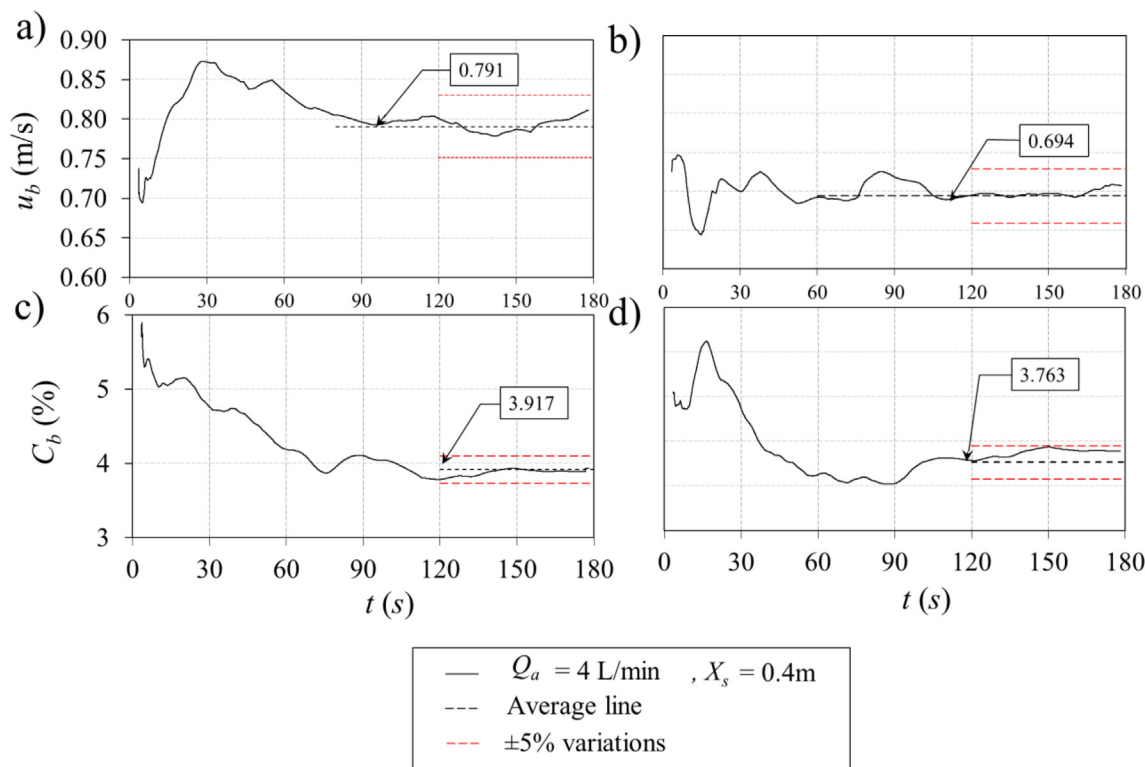 a)
0.90
0.85
0.80
0.75
0.70
0.65
0.60
u_b (m/s)
0.791
0 30 60 90 120 150 180
b)
0.694
0 30 60 90 120 150 180
c)
6
5
4
3
C_b (%)
3.917
0 30 60 90 120 150 180
t (s)
d)
3.763
0 30 60 90 120 150 180
t (s)
Q_a = 4 L/min , X_s = 0.4m
Average line
±5% variations